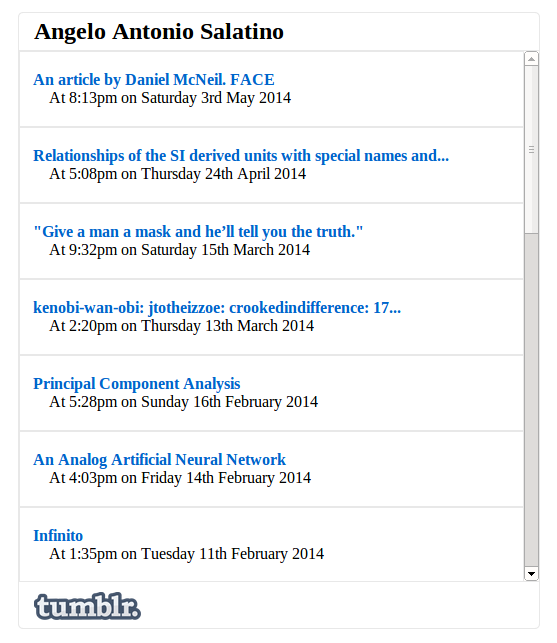 Angelo Antonio Salatino
An article by Daniel McNeil. FACE
At 8:13pm on Saturday 3rd May 2014
Relationships of the SI derived units with special names and...
At 5:08pm on Thursday 24th April 2014
"Give a man a mask and he’ll tell you the truth."
At 9:32pm on Saturday 15th March 2014
kenobi-wan-obi: jtotheizzoe: crookedindifference: 17...
At 2:20pm on Thursday 13th March 2014
Principal Component Analysis
At 5:28pm on Sunday 16th February 2014
An Analog Artificial Neural Network
At 4:03pm on Friday 14th February 2014
Infinito
At 1:35pm on Tuesday 11th February 2014
tumblr.